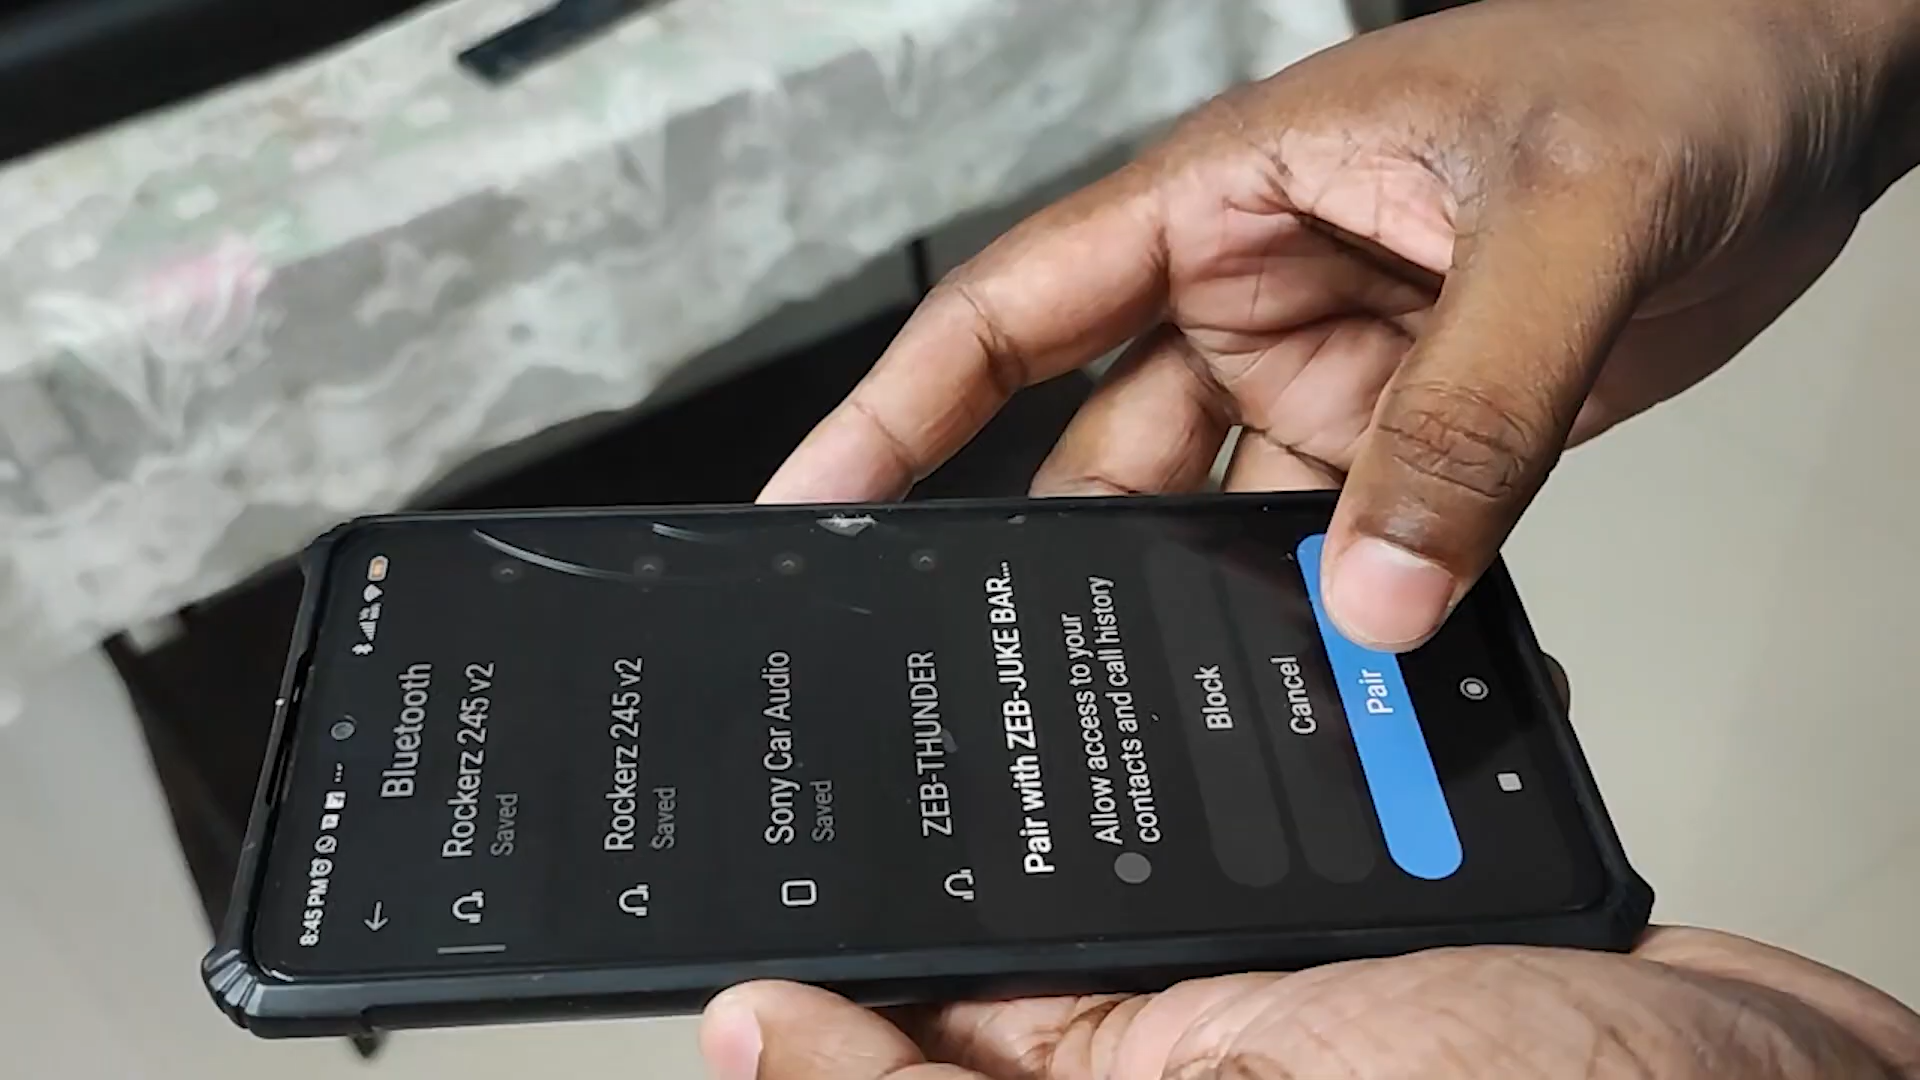 8:45 PM
Bluetooth
Rockerz 245 v2
Saved
Rockerz 245 v2
Saved
Sony Car Audio
Saved
ZEB-THUNDER
Pair with ZEB-JUKE BAR...
Allow access to your
contacts and call history
Block
Cancel
Pair